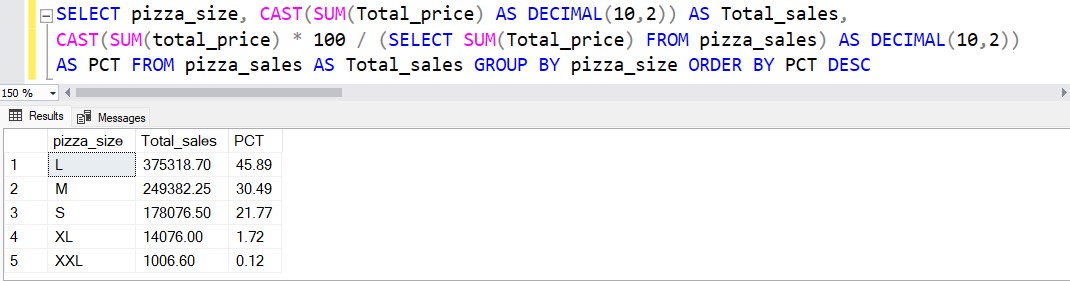 SELECT pizza_size, CAST(SUM(Total_price) AS DECIMAL(10,2)) AS Total_sales,
CAST(SUM(total_price) * 100 / (SELECT SUM(Total_price) FROM pizza_sales) AS DECIMAL(10,2))
AS PCT FROM pizza_sales AS Total_sales GROUP BY pizza_size ORDER BY PCT DESC
150 %
Results Messages
pizza_size Total_sales PCT
1 L 375318.70 45.89
2 M 249382.25 30.49
3 S 178076.50 21.77
4 XL 14076.00 1.72
5 XXL 1006.60 0.12